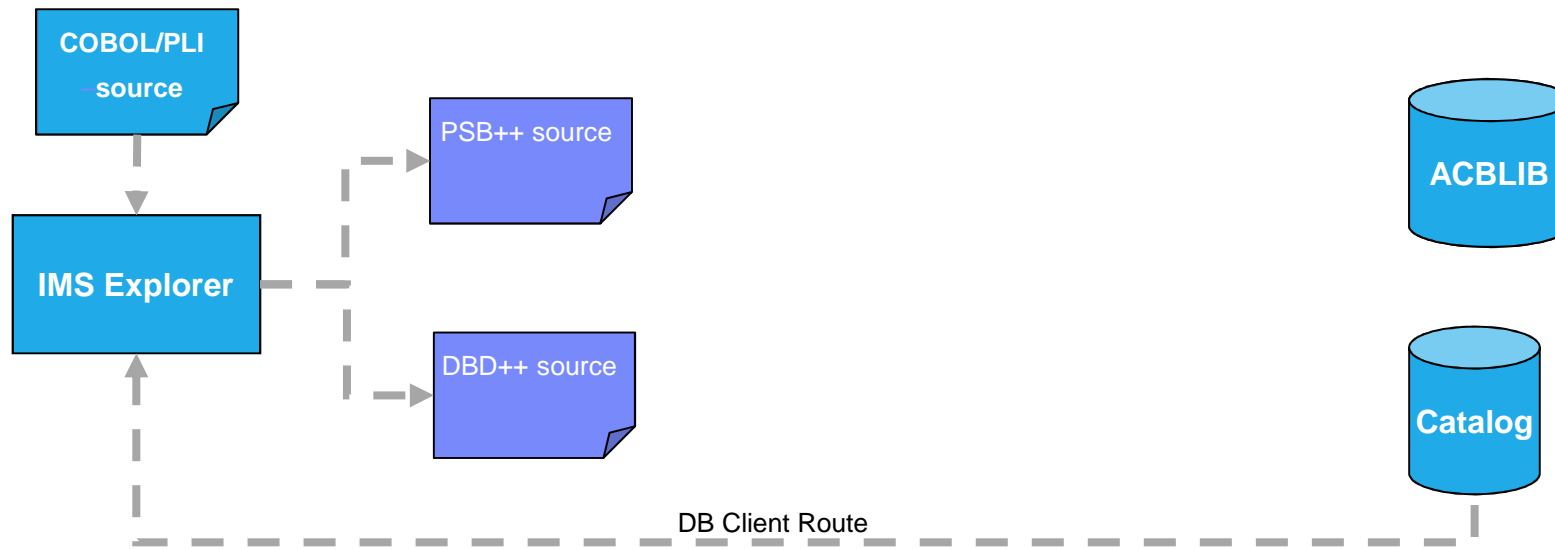 COBOL/PLI
source
PSB++ source
ACBLIB
IMS Explorer
DBD++ source
Catalog
DB Client Route